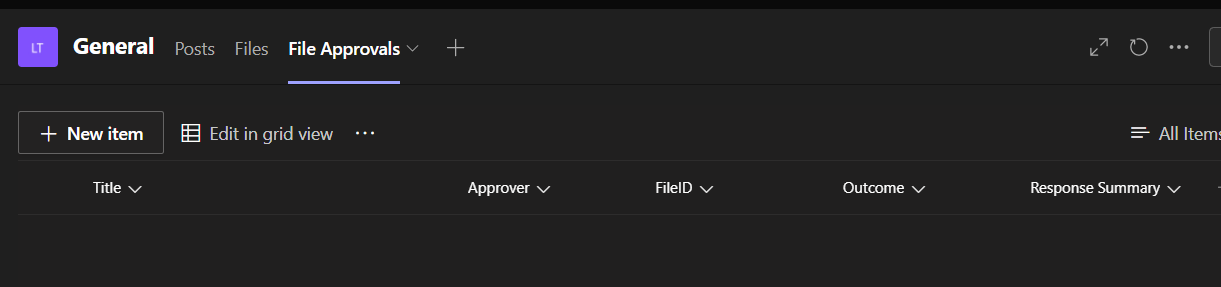 LT General Posts Files File Approvals
New item Edit in grid view All Items
Title Approver FileID Outcome Response Summary